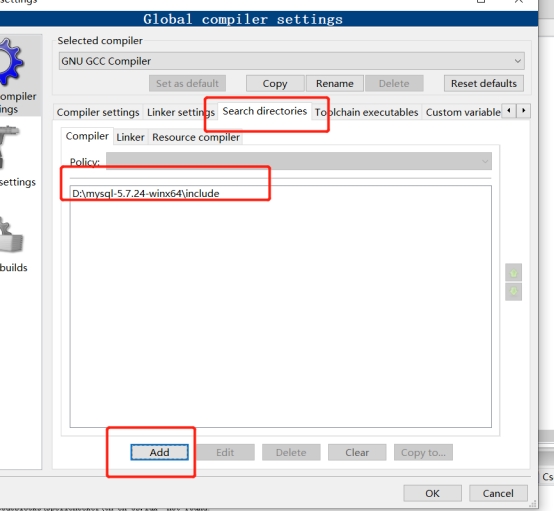 settings
Global compiler settings
Selected compiler
GNU GCC Compiler
Set as default Copy Rename Delete Reset defaults
ompiler
ings
Compiler settings Linker settings Search directories Toolchain executables Custom variable
Compiler Linker Resource compiler
Policy:
settings
D:\mysql-5.7.24-winx64\include
builds
Add Edit Delete Clear Copy to...
Cs
OK Cancel